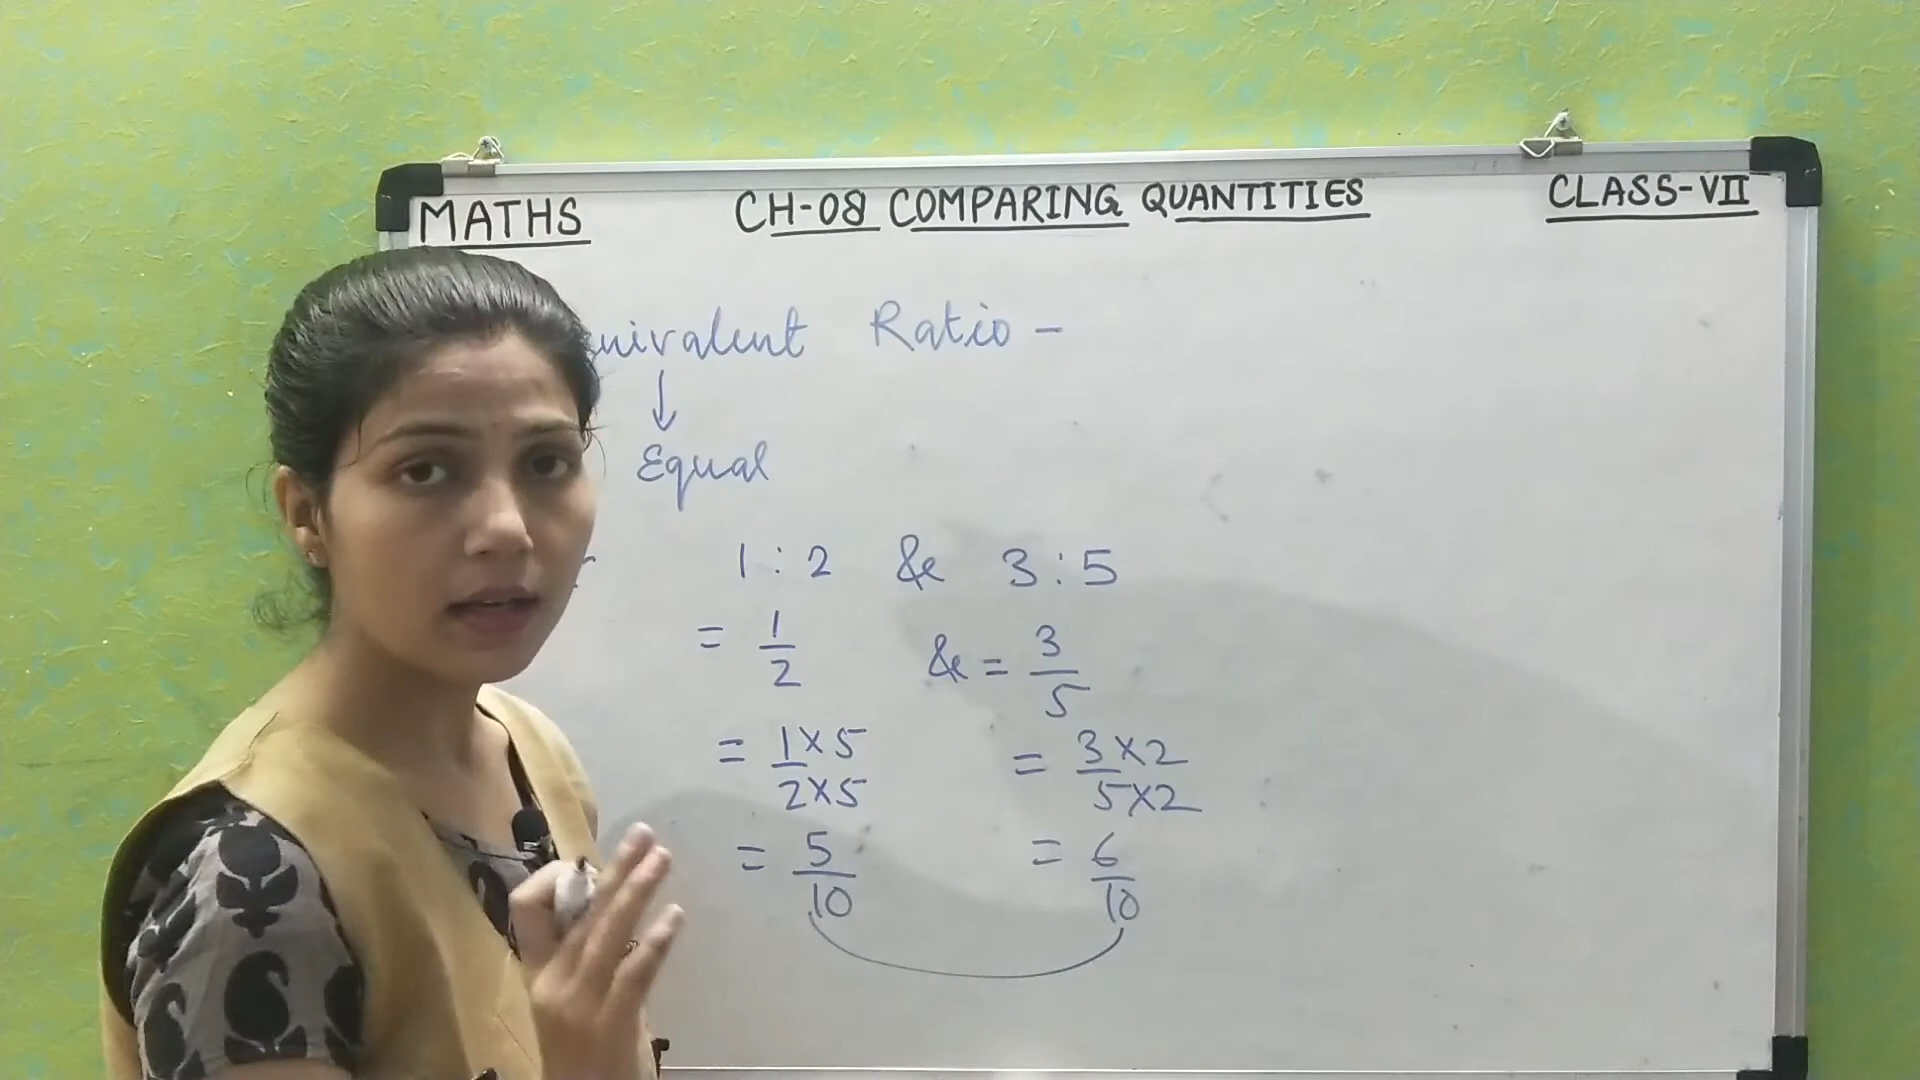 MATHS CH-08 COMPARING QUANTITIES CLASS-VII
Ratio -
↓
Equal
1 : 2 & 3 : 5
= 1/2 & = 3/5
= 1×5/2×5 = 3×2/5×2
= 5/10 = 6/10